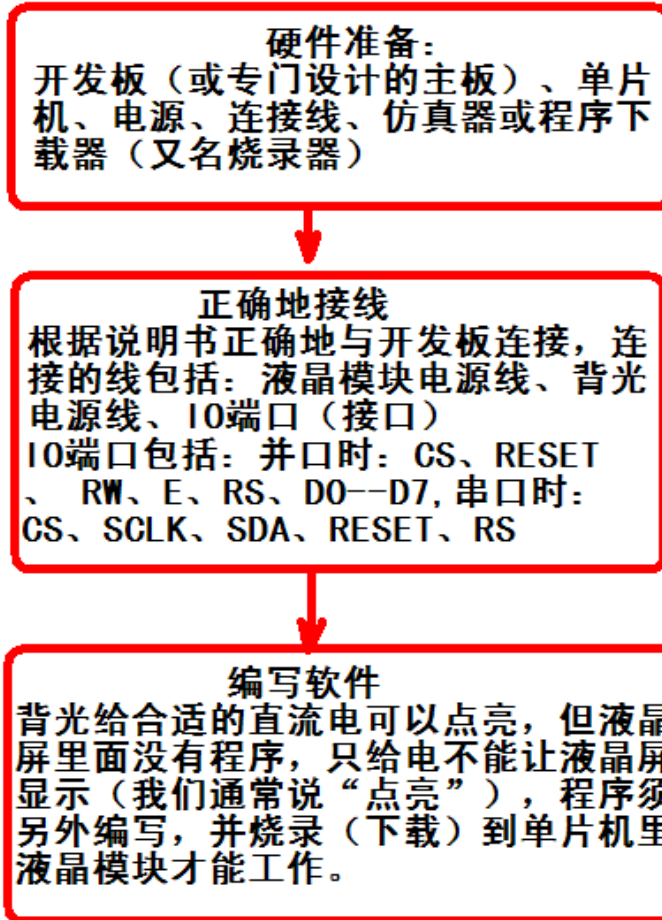 硬件准备：
开发板（或专门设计的主板）、单片
机、电源、连接线、仿真器或程序下
载器（又名烧录器）
正确地接线
根据说明书正确地与开发板连接，连
接的线包括：液晶模块电源线、背光
电源线、IO端口（接口）
IO端口包括：并口时：CS、RESET
、 RW、E、RS、D0--D7,串口时：
CS、SCLK、SDA、RESET、RS
编写软件
背光给合适的直流电可以点亮，但液晶
屏里面没有程序，只给电不能让液晶屏
显示（我们通常说“点亮”），程序须
另外编写，并烧录（下载）到单片机里
液晶模块才能工作。